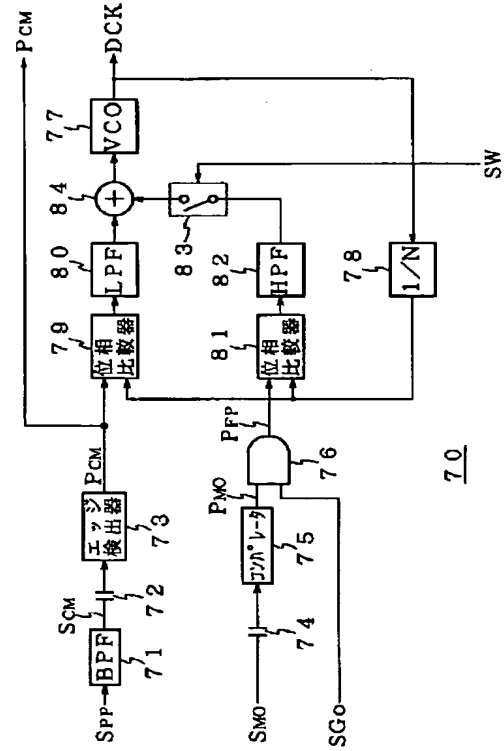 SPP
BPF
71
SCM
72
エッジ
検出器
73
PCM
PCM
位相
比較器
79
LPF
80
+
84
VCO
77
DCK
83
SW
SMO
74
コンパレータ
75
PMO
SGo
76
PFP
位相
比較器
81
HPF
82
1/N
78
70